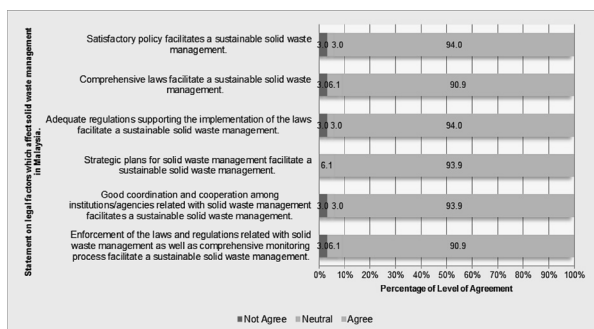 Statement on legal factors which affect solid waste management
in Malaysia.
Satisfactory policy facilitates a sustainable solid waste
management.
3.0 3.0 94.0
Comprehensive laws facilitate a sustainable solid waste
management.
3.0 6.1 90.9
Adequate regulations supporting the implementation of the laws
facilitate a sustainable solid waste management.
3.0 3.0 94.0
Strategic plans for solid waste management facilitate a
sustainable solid waste management.
6.1 93.9
Good coordination and cooperation among
institutions/agencies related with solid waste management
facilitates a sustainable solid waste management.
3.0 3.0 93.9
Enforcement of the laws and regulations related with solid
waste management as well as comprehensive monitoring
process facilitate a sustainable solid waste management.
3.0 6.1 90.9
0% 10% 20% 30% 40% 50% 60% 70% 80% 90% 100%
Percentage of Level of Agreement
Not Agree Neutral Agree